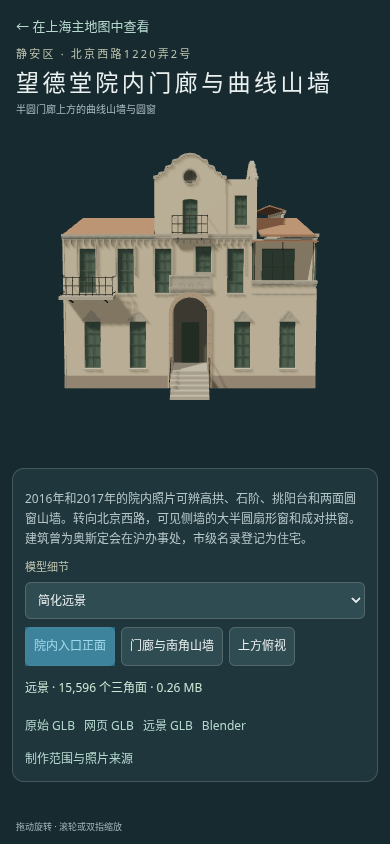 ← 在上海主地图中查看
静安区 · 北京西路1220弄2号
望德堂院内门廊与曲线山墙
半圆门廊上方的曲线山墙与圆窗
2016年和2017年的院内照片可辨高拱、石阶、挑阳台和两面圆
窗山墙。转向北京西路，可见侧墙的大半圆扇形窗和成对拱窗。
建筑曾为奥斯定会在沪办事处，市级名录登记为住宅。
模型细节
简化远景
院内入口正面 门廊与南角山墙 上方俯视
远景 · 15,596 个三角面 · 0.26 MB
原始 GLB 网页 GLB 远景 GLB Blender
制作范围与照片来源
拖动旋转 · 滚轮或双指缩放